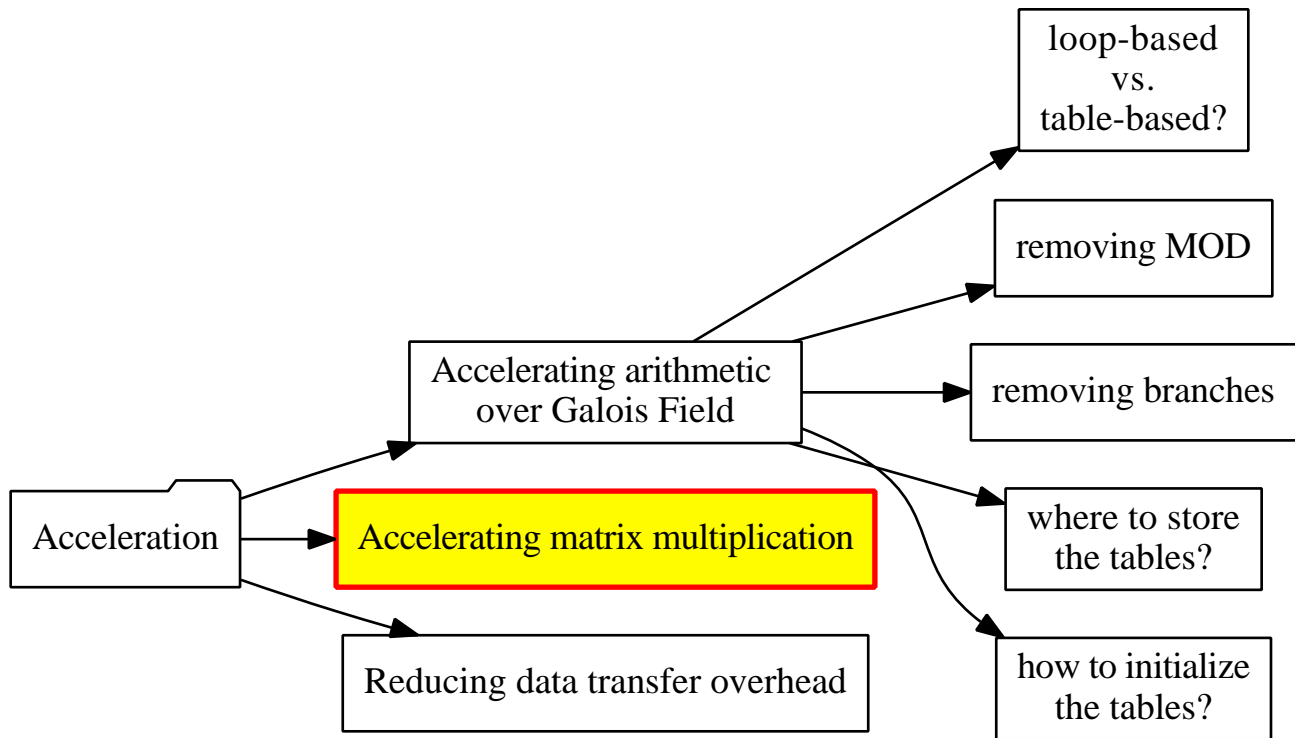 loop-based
vs.
table-based?
removing MOD
Accelerating arithmetic
over Galois Field
removing branches
Acceleration
Accelerating matrix multiplication
where to store
the tables?
Reducing data transfer overhead
how to initialize
the tables?